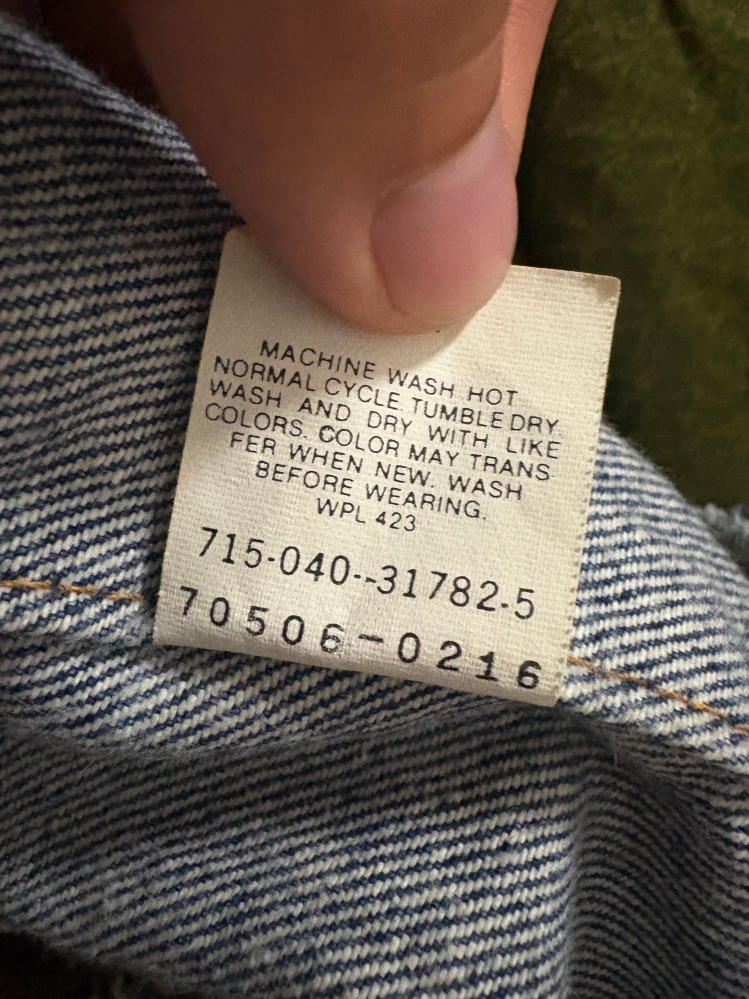 MACHINE WASH HOT
NORMAL CYCLE. TUMBLE DRY.
WASH AND DRY WITH LIKE
COLORS. COLOR MAY TRANS
FER WHEN NEW. WASH
BEFORE WEARING.
WPL 423
715-040--31782-5
70506-0216